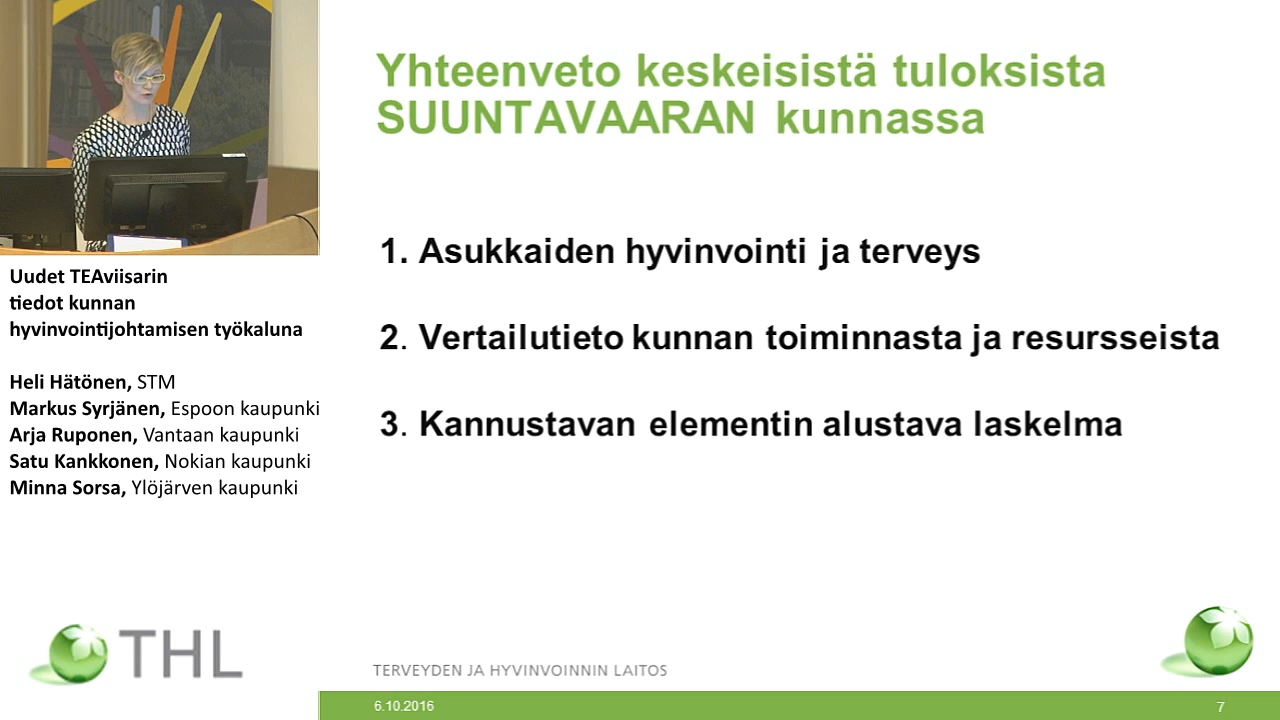 Yhteenveto keskeisistä tuloksista
SUUNTAVAARAN kunnassa
1. Asukkaiden hyvinvointi ja terveys
2. Vertailutieto kunnan toiminnasta ja resursseista
3. Kannustavan elementin alustava laskelma
Uudet TEAviisarin
tiedot kunnan
hyvinvointijohtamisen työkaluna
Heli Hätönen, STM
Markus Syrjänen, Espoon kaupunki
Arja Ruponen, Vantaan kaupunki
Satu Kankkonen, Nokian kaupunki
Minna Sorsa, Ylöjärven kaupunki
THL
TERVEYDEN JA HYVINVOINNIN LAITOS
6.10.2016
7